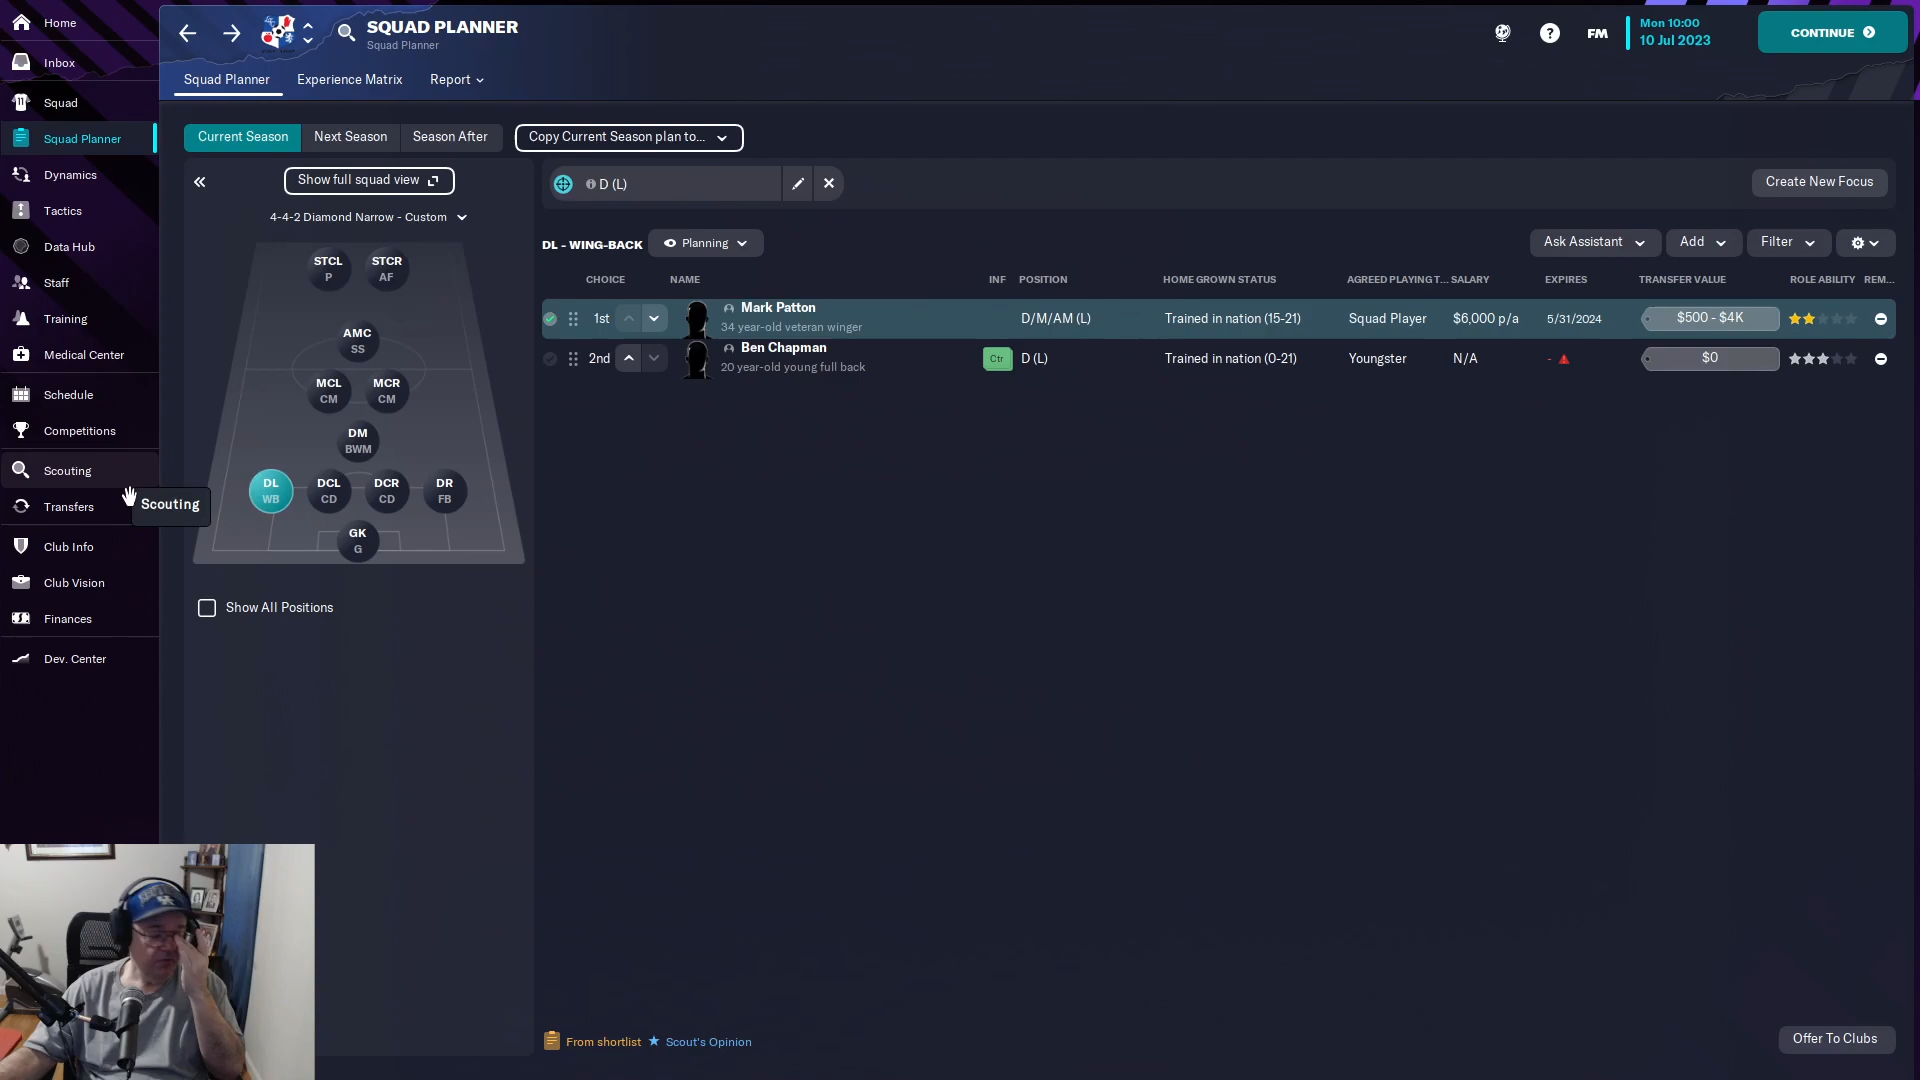 Home
Inbox
Squad
Squad Planner
Dynamics
Tactics
Data Hub
Staff
Training
Medical Center
Schedule
Competitions
Scouting
Transfers
Club Info
Club Vision
Finances
Dev. Center
Scouting
SQUAD PLANNER
Squad Planner
FM
Mon 10:00
10 Jul 2023
CONTINUE
Squad Planner Experience Matrix Report
Current Season Next Season Season After Copy Current Season plan to...
Show full squad view
4-4-2 Diamond Narrow - Custom
STCL
P
STCR
AF
AMC
SS
MCL
CM
MCR
CM
DM
BWM
DL
WB
DCL
CD
DCR
CD
DR
FB
GK
G
Show All Positions
D (L)
Create New Focus
DL - WING-BACK Planning
Ask Assistant Add Filter
CHOICE NAME INF POSITION HOME GROWN STATUS AGREED PLAYING T... SALARY EXPIRES TRANSFER VALUE ROLE ABILITY REM...
1st Mark Patton D/M/AM (L) Trained in nation (15-21) Squad Player $6,000 p/a 5/31/2024 $500 - $4K
34 year-old veteran winger
2nd Ben Chapman Ctr D (L) Trained in nation (0-21) Youngster N/A - $0
20 year-old young full back
From shortlist Scout's Opinion
Offer To Clubs